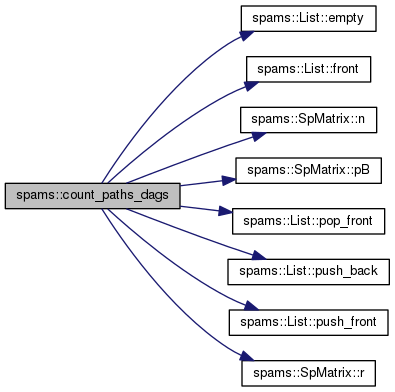 spams::List::empty
spams::List::front
spams::SpMatrix::n
spams::SpMatrix::pB
spams::count_paths_dags
spams::List::pop_front
spams::List::push_back
spams::List::push_front
spams::SpMatrix::r